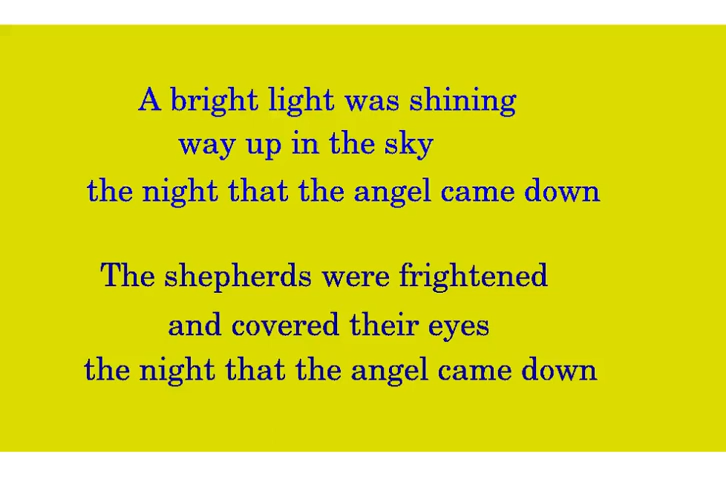 A bright light was shining
way up in the sky
the night that the angel came down
The shepherds were frightened
and covered their eyes
the night that the angel came down